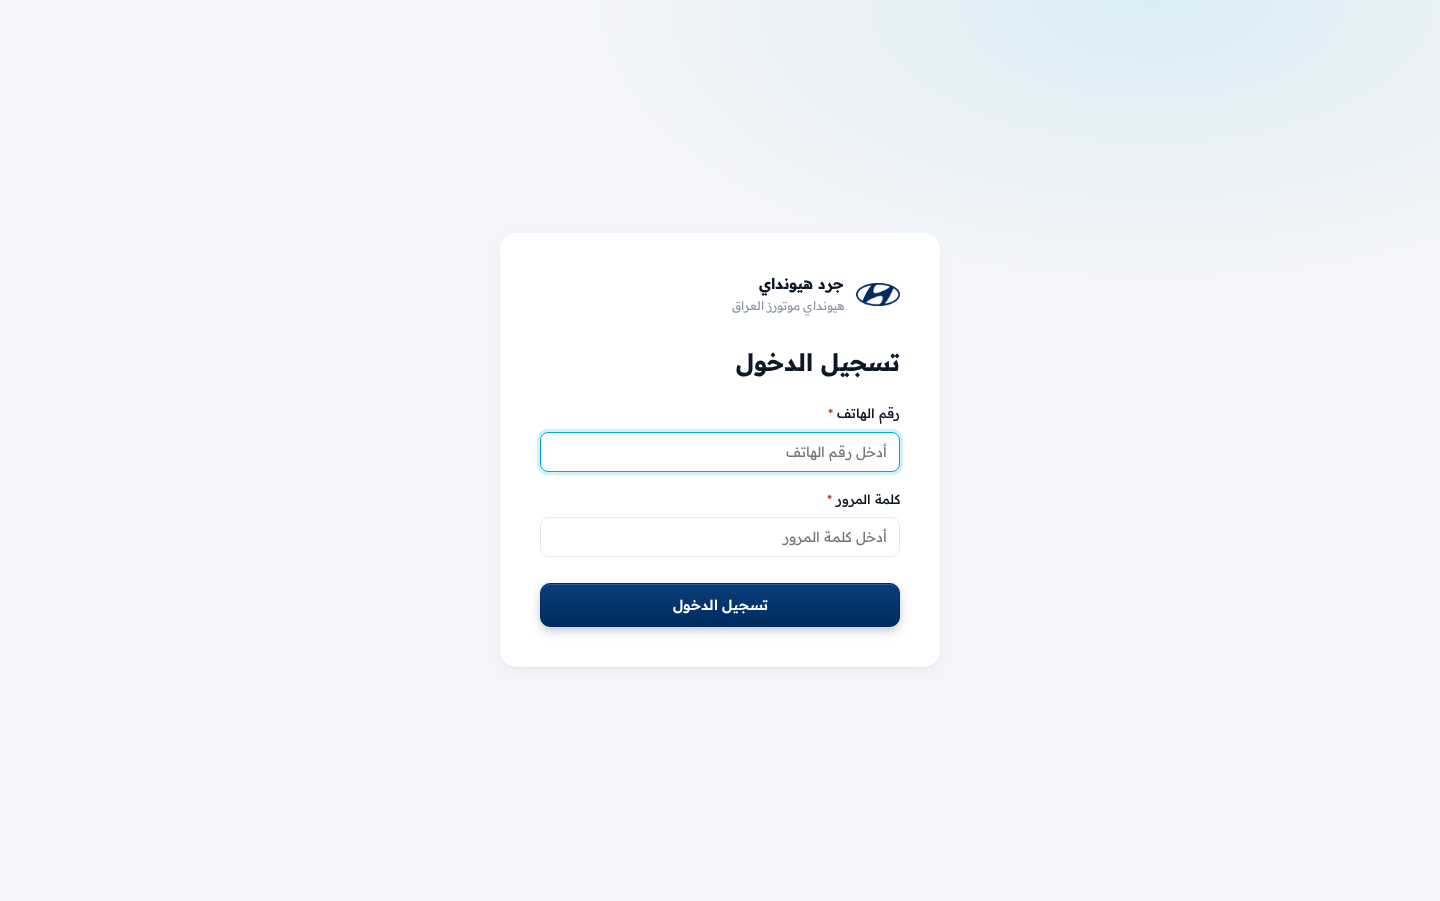 جرد هيونداي
هيونداي موتورز العراق
تسجيل الدخول
رقم الهاتف *
أدخل رقم الهاتف
كلمة المرور *
أدخل كلمة المرور
تسجيل الدخول